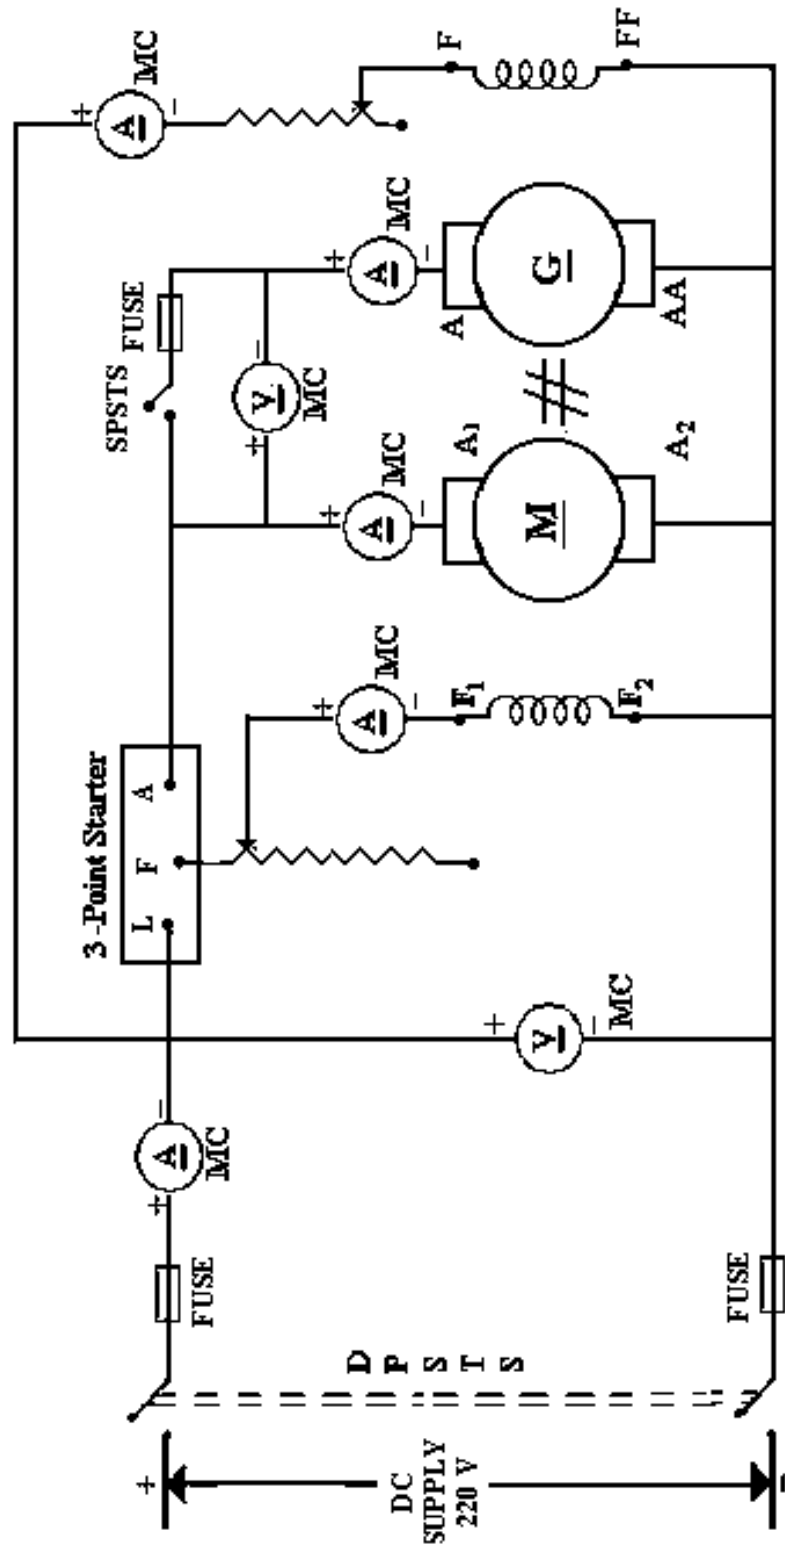 3 -Point Starter
L F A
SPSTS
FUSE
+ A - MC
+ V - MC
+ A - MC
+ A - MC
+ A - MC
+ A - MC
+ V - MC
FUSE
FUSE
D
P
S
T
S
+
DC
SUPPLY
220 V
-
F1
F2
M
A1
A2
G
A
AA
F
FF